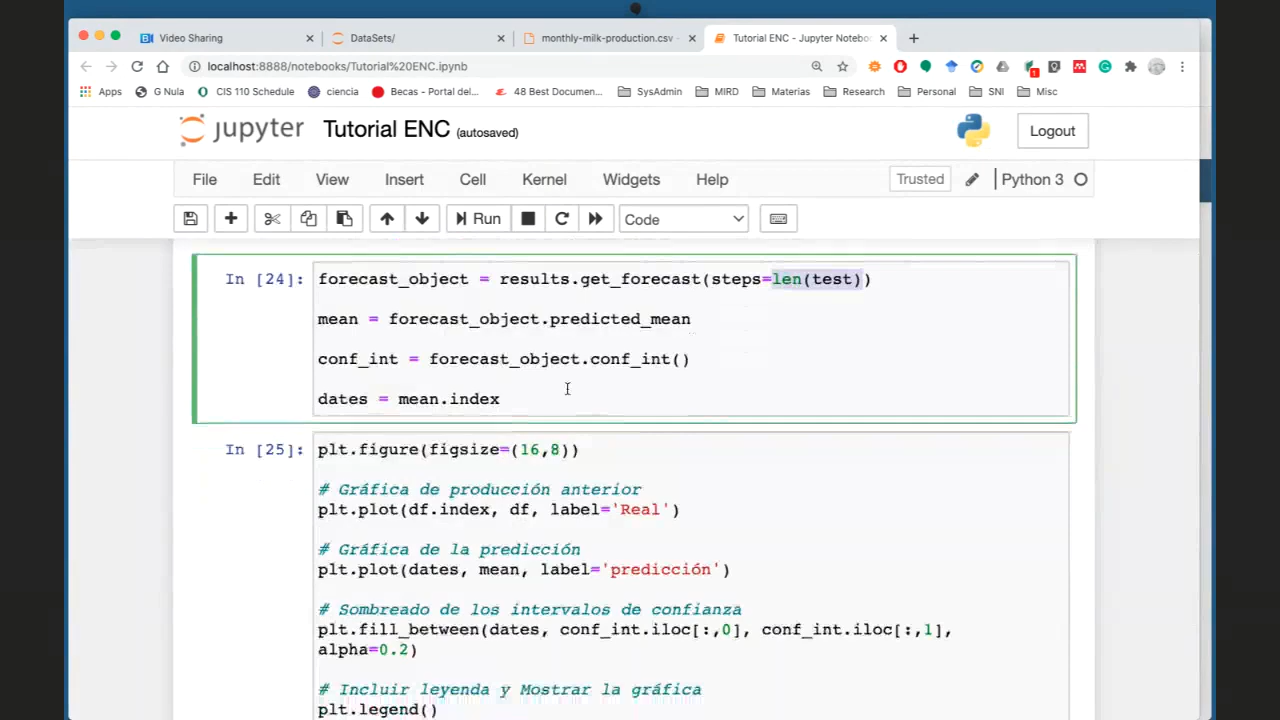 Video Sharing
DataSets/
monthly-milk-production.csv -
Tutorial ENC - Jupyter Noteboo
localhost:8888/notebooks/Tutorial%20ENC.ipynb
Apps
G Nula
CIS 110 Schedule
ciencia
Becas - Portal del...
48 Best Documen...
SysAdmin
MIRD
Materias
Research
Personal
SNI
Misc
jupyter Tutorial ENC (autosaved)
Logout
File Edit View Insert Cell Kernel Widgets Help
Trusted
Python 3
Run
Code
In [24]:
forecast_object = results.get_forecast(steps=len(test))
mean = forecast_object.predicted_mean
conf_int = forecast_object.conf_int()
dates = mean.index
In [25]:
plt.figure(figsize=(16,8))
# Gráfica de producción anterior
plt.plot(df.index, df, label='Real')
# Gráfica de la predicción
plt.plot(dates, mean, label='predicción')
# Sombreado de los intervalos de confianza
plt.fill_between(dates, conf_int.iloc[:,0], conf_int.iloc[:,1],
alpha=0.2)
# Incluir leyenda y Mostrar la gráfica
plt.legend()